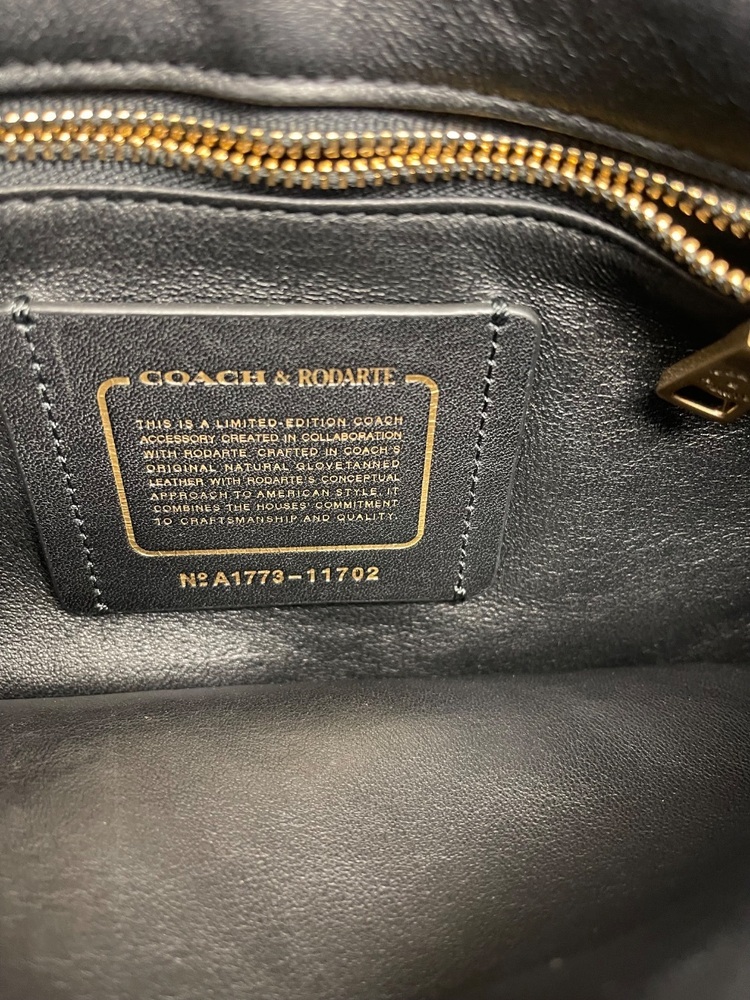 COACH & RODARTE
THIS IS A LIMITED-EDITION COACH
ACCESSORY CREATED IN COLLABORATION
WITH RODARTE. CRAFTED IN COACH'S
ORIGINAL NATURAL GLOVETANNED
LEATHER WITH RODARTE'S CONCEPTUAL
APPROACH TO AMERICAN STYLE, IT
COMBINES THE HOUSES' COMMITMENT
TO CRAFTSMANSHIP AND QUALITY.
Nº A1773-11702